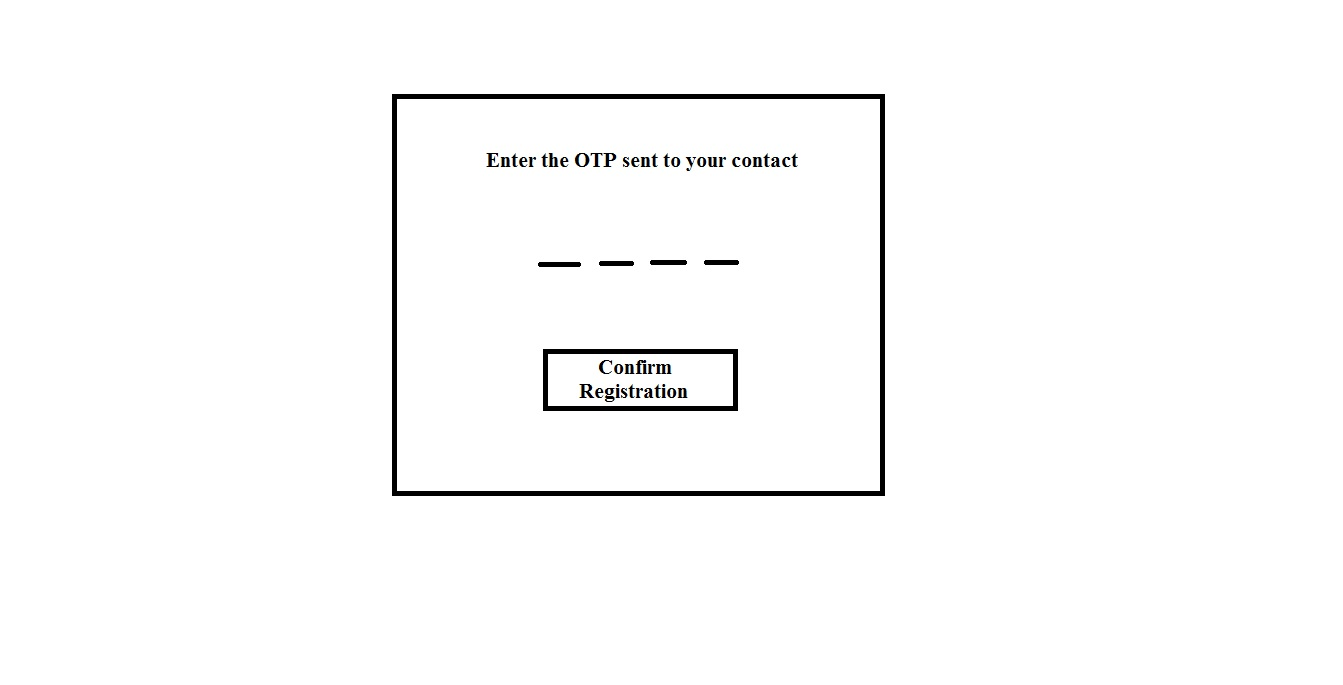 Enter the OTP sent to your contact
Confirm
Registration